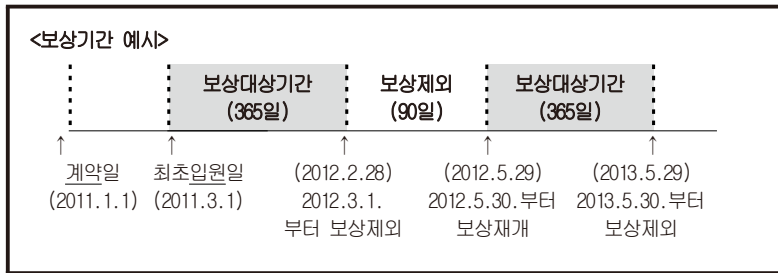 <보상기간 예시>
보상대상기간 보상제외 보상대상기간
(365일) (90일) (365일)
↑ ↑ ↑ ↑ ↑
계약일 최초입원일 (2012.2.28) (2012.5.29) (2013.5.29)
(2011.1.1) (2011.3.1) 2012.3.1. 2012.5.30.부터 2013.5.30.부터
부터 보상제외 보상재개 보상제외